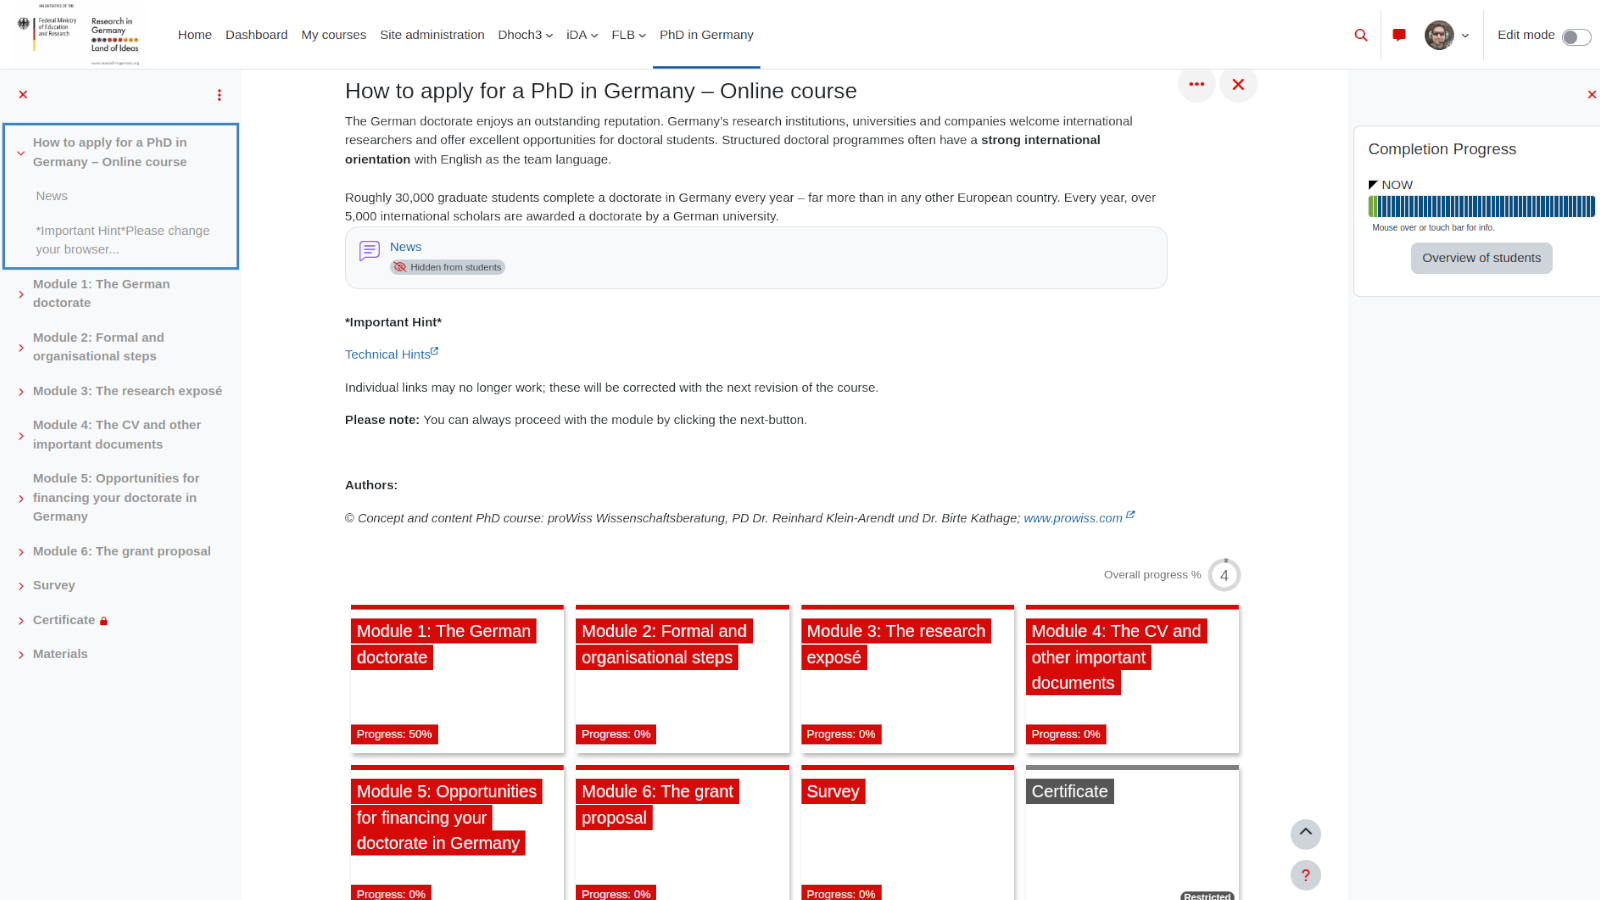 AN INITIATIVE OF THE
Federal Ministry
of Education
and Research
Research in
Germany
Land of Ideas
www.research-in-germany.org
Home
Dashboard
My courses
Site administration
Dhoch3
iDA
FLB
PhD in Germany
Edit mode
How to apply for a PhD in
Germany – Online course
News
*Important Hint*Please change
your browser...
Module 1: The German
doctorate
Module 2: Formal and
organisational steps
Module 3: The research exposé
Module 4: The CV and other
important documents
Module 5: Opportunities for
financing your doctorate in
Germany
Module 6: The grant proposal
Survey
Certificate
Materials
How to apply for a PhD in Germany – Online course
The German doctorate enjoys an outstanding reputation. Germany's research institutions, universities and companies welcome international
researchers and offer excellent opportunities for doctoral students. Structured doctoral programmes often have a strong international
orientation with English as the team language.
Roughly 30,000 graduate students complete a doctorate in Germany every year – far more than in any other European country. Every year, over
5,000 international scholars are awarded a doctorate by a German university.
News
Hidden from students
*Important Hint*
Technical Hints
Individual links may no longer work; these will be corrected with the next revision of the course.
Please note: You can always proceed with the module by clicking the next-button.
Authors:
© Concept and content PhD course: proWiss Wissenschaftsberatung, PD Dr. Reinhard Klein-Arendt und Dr. Birte Kathage; www.prowiss.com
Overall progress % 4
Module 1: The German
doctorate
Progress: 50%
Module 2: Formal and
organisational steps
Progress: 0%
Module 3: The research
exposé
Progress: 0%
Module 4: The CV and
other important
documents
Progress: 0%
Module 5: Opportunities
for financing your
doctorate in Germany
Progress: 0%
Module 6: The grant
proposal
Progress: 0%
Survey
Progress: 0%
Certificate
Restricted
Completion Progress
NOW
Mouse over or touch bar for info.
Overview of students
?